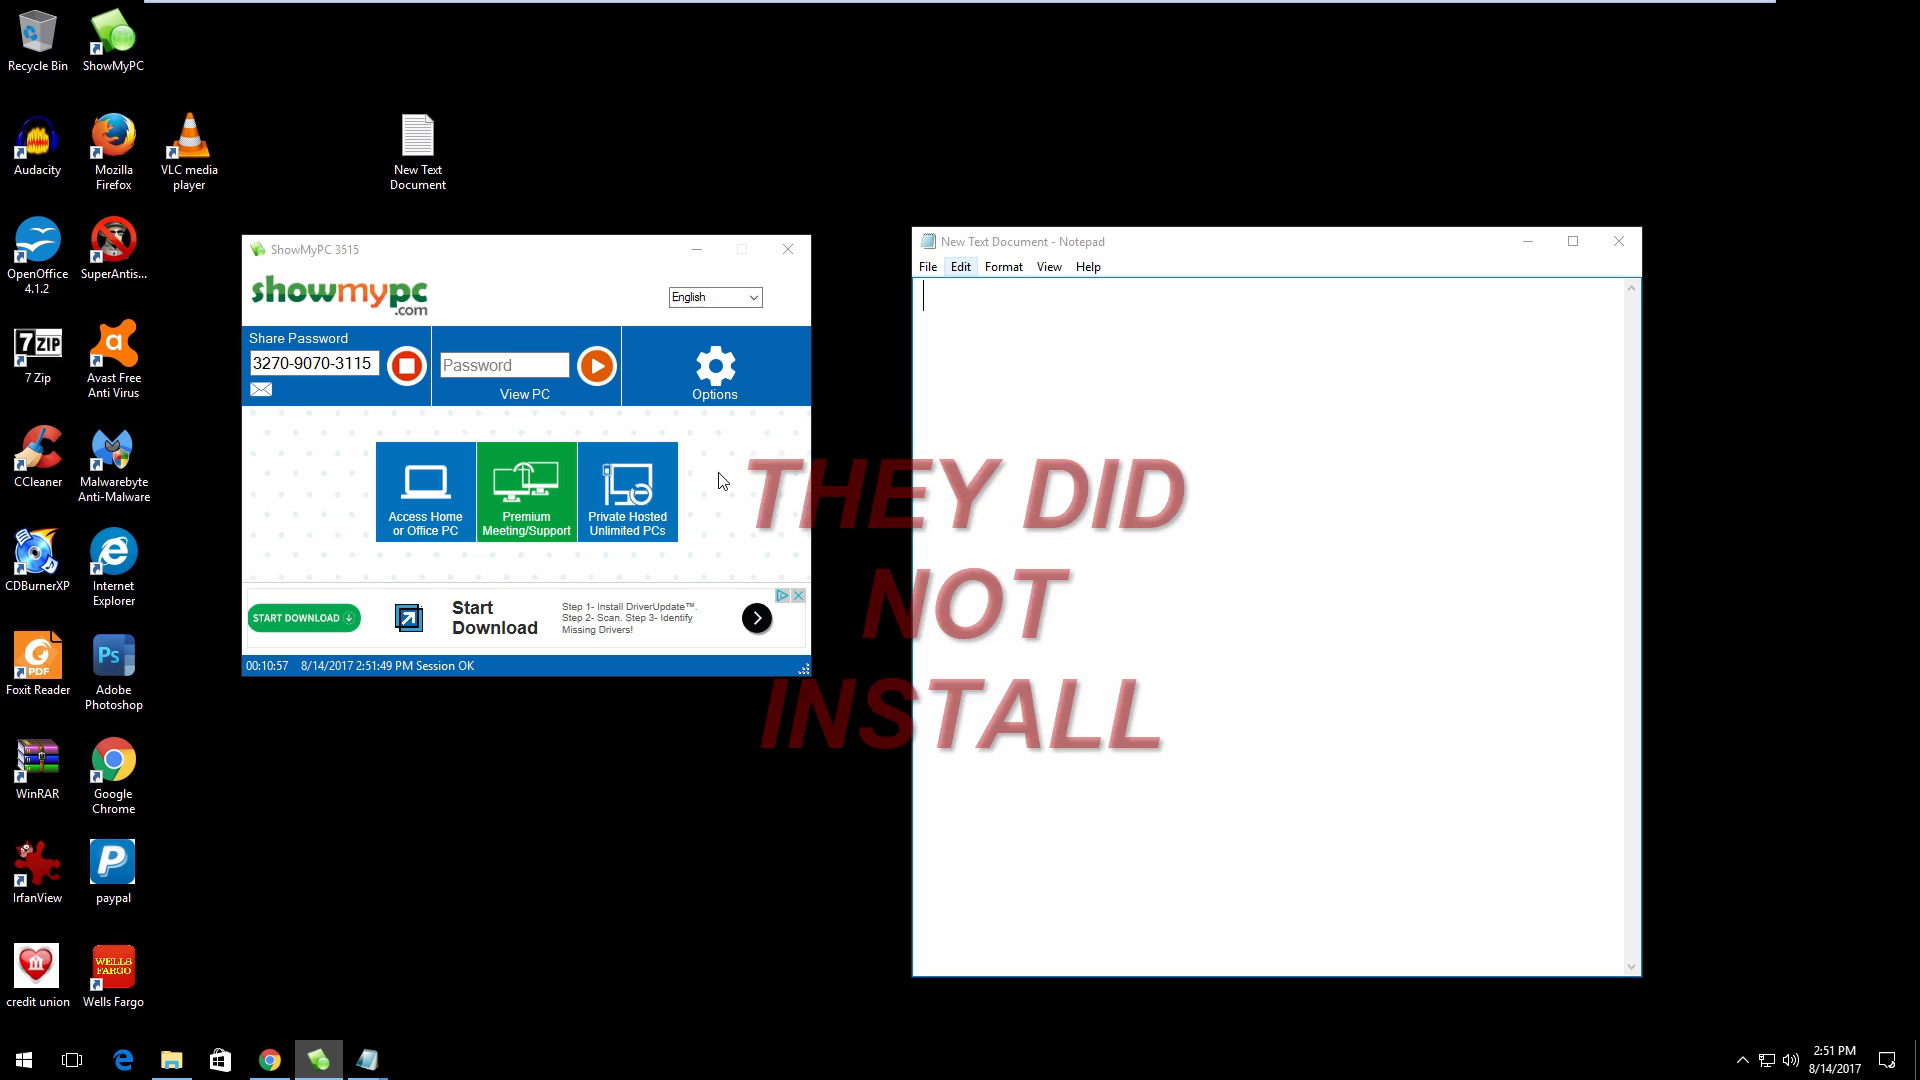 Recycle Bin
ShowMyPC
Audacity
Mozilla
Firefox
VLC media
player
New Text
Document
OpenOffice
4.1.2
SuperAntis...
7 ZIP
7 Zip
Avast Free
Anti Virus
CCleaner
Malwarebyte
Anti-Malware
CDBurnerXP
Internet
Explorer
PDF
Foxit Reader
Ps
Adobe
Photoshop
WinRAR
Google
Chrome
IrfanView
paypal
credit union
WELLS
FARGO
Wells Fargo
ShowMyPC 3515
showmypc
.com
English
Share Password
3270-9070-3115
Password
View PC
Options
Access Home
or Office PC
Premium
Meeting/Support
Private Hosted
Unlimited PCs
START DOWNLOAD
Start
Download
Step 1- Install DriverUpdate™.
Step 2- Scan. Step 3- Identify
Missing Drivers!
00:10:57 8/14/2017 2:51:49 PM Session OK
New Text Document - Notepad
File Edit Format View Help
THEY DID
NOT
INSTALL
2:51 PM
8/14/2017